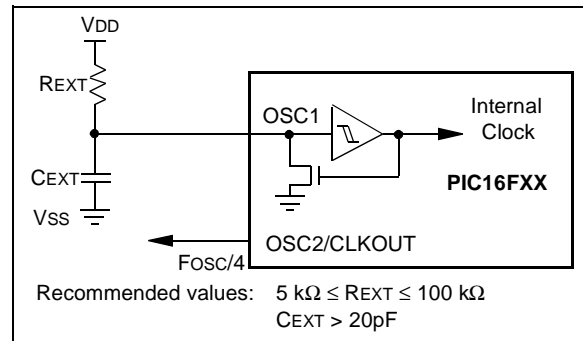 VDD
REXT
OSC1
Internal
Clock
CEXT
PIC16FXX
VSS
OSC2/CLKOUT
FOSC/4
Recommended values: 5 kΩ ≤ REXT ≤ 100 kΩ
CEXT > 20pF